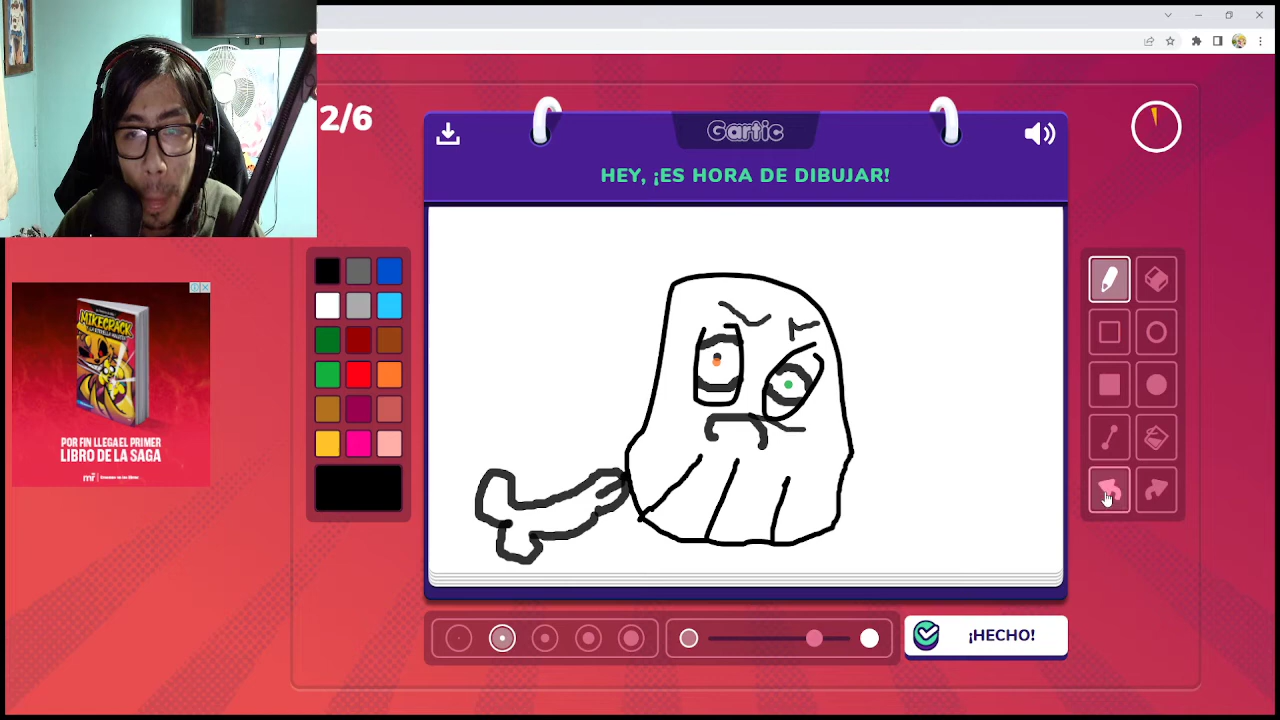 2/6
Gartic
HEY, ¡ES HORA DE DIBUJAR!
MIKECRACK
POR FIN LLEGA EL PRIMER
LIBRO DE LA SAGA
mr
¡HECHO!